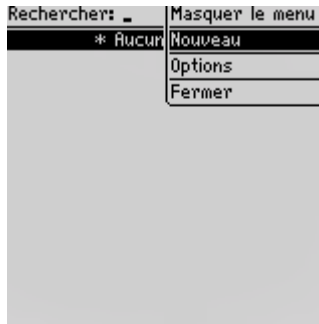 Rechercher: _
Masquer le menu
* Aucun
Nouveau
Options
Fermer